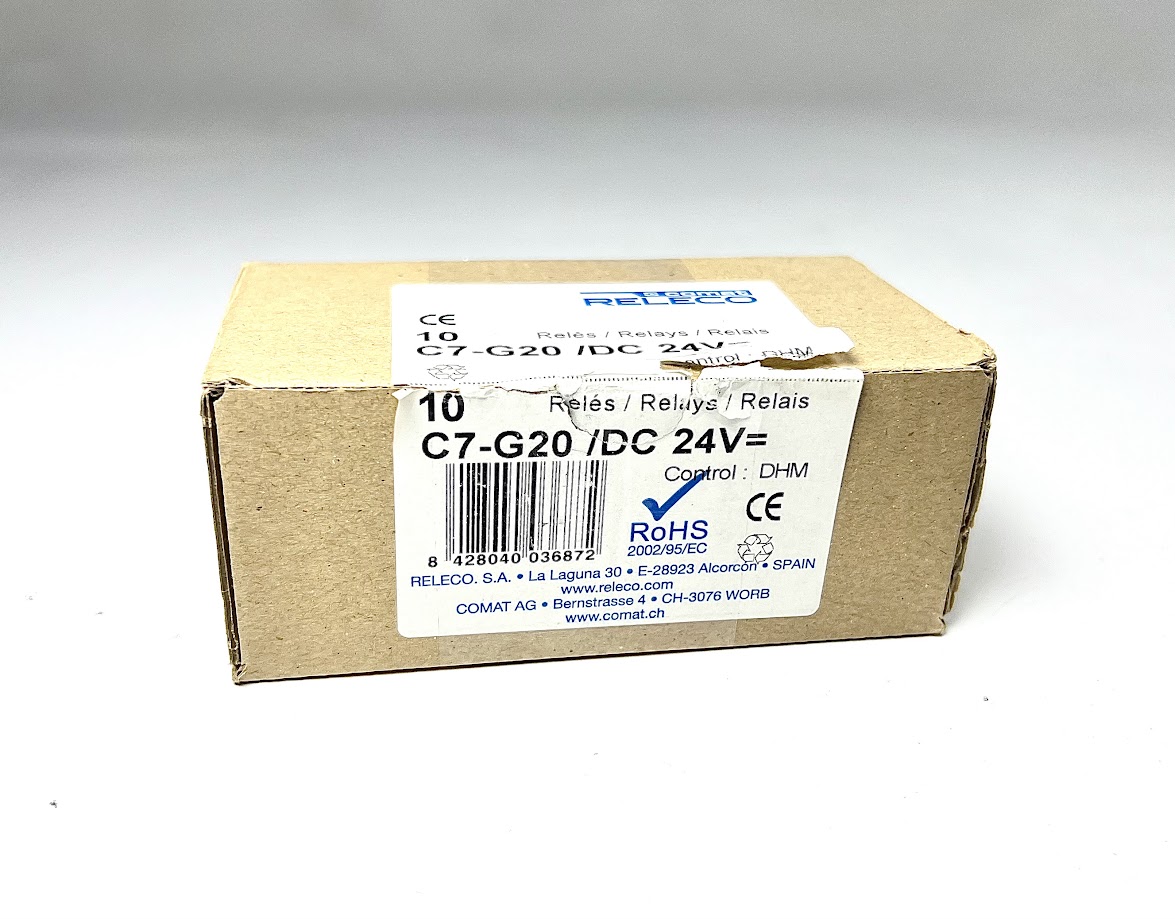 comat
RELECO
CE
10
Relés / Relays / Relais
C7-G20 /DC 24V=
Control : DHM
10
Relés / Relays / Relais
C7-G20 /DC 24V=
Control : DHM
CE
RoHS
2002/95/EC
8 428040 036872
RELECO. S.A. • La Laguna 30 • E-28923 Alcorcón • SPAIN
www.releco.com
COMAT AG • Bernstrasse 4 • CH-3076 WORB
www.comat.ch